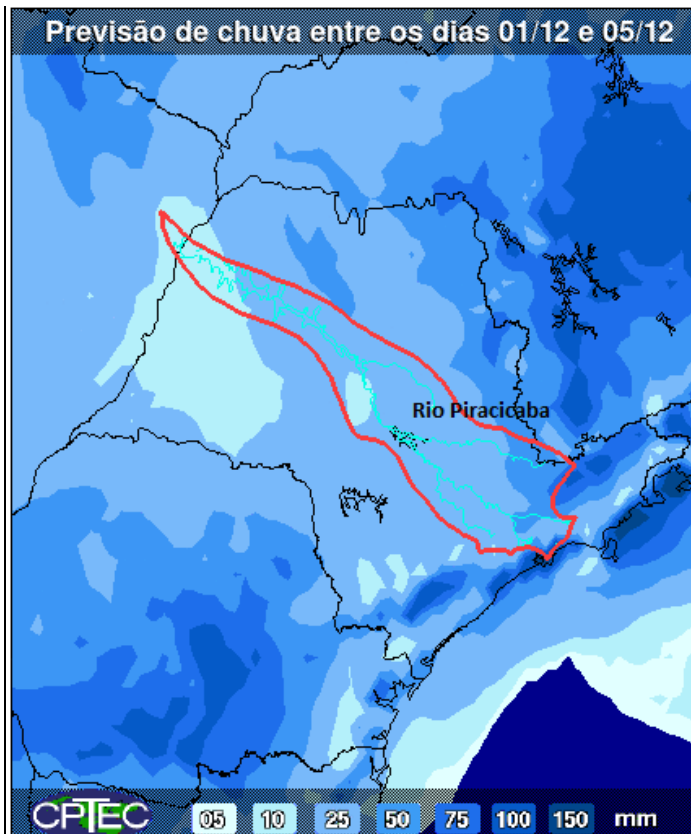 Previsão de chuva entre os dias 01/12 e 05/12
Rio Piracicaba
CPTEC 05 10 25 50 75 100 150 mm